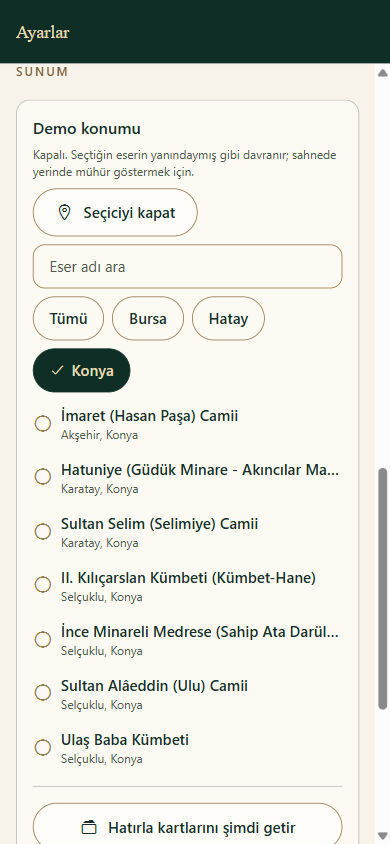 Ayarlar
SUNUM
Demo konumu
Kapalı. Seçtiğin eserin yanındaymış gibi davranır; sahnede
yerinde mühür göstermek için.
Seçiciyi kapat
Eser adı ara
Tümü
Bursa
Hatay
Konya
İmaret (Hasan Paşa) Camii
Akşehir, Konya
Hatuniye (Güdük Minare - Akıncılar Ma...
Karatay, Konya
Sultan Selim (Selimiye) Camii
Karatay, Konya
II. Kılıçarslan Kümbeti (Kümbet-Hane)
Selçuklu, Konya
İnce Minareli Medrese (Sahip Ata Darül...
Selçuklu, Konya
Sultan Alâeddin (Ulu) Camii
Selçuklu, Konya
Ulaş Baba Kümbeti
Selçuklu, Konya
Hatırla kartlarını şimdi getir